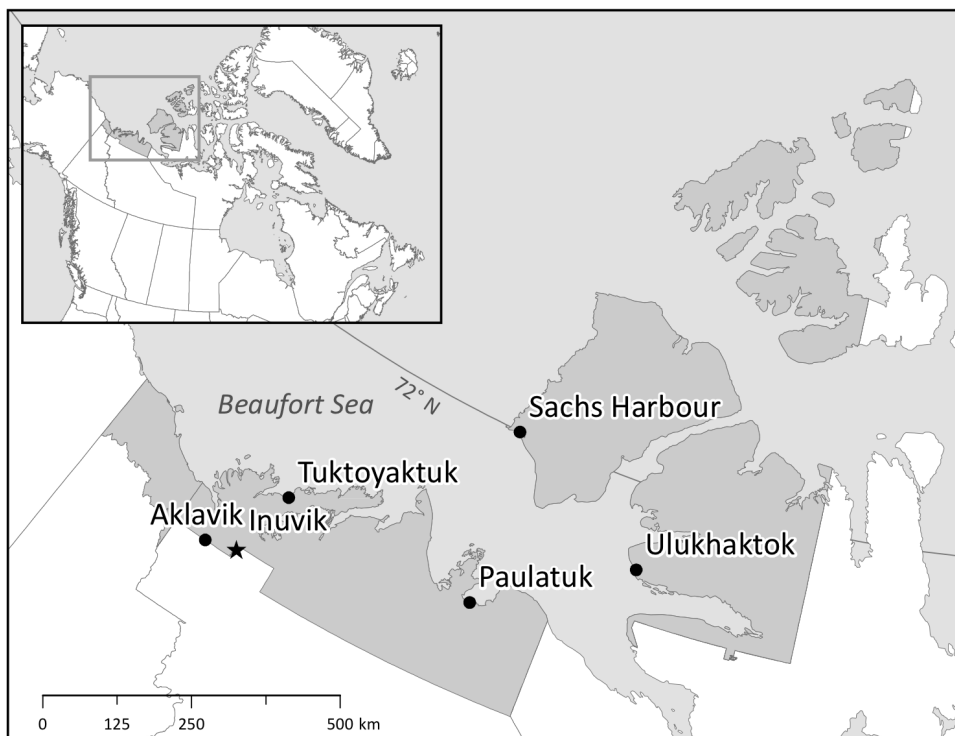 72° N
Beaufort Sea
Sachs Harbour
Tuktoyaktuk
Aklavik
Inuvik
Ulukhaktok
Paulatuk
0 125 250 500 km